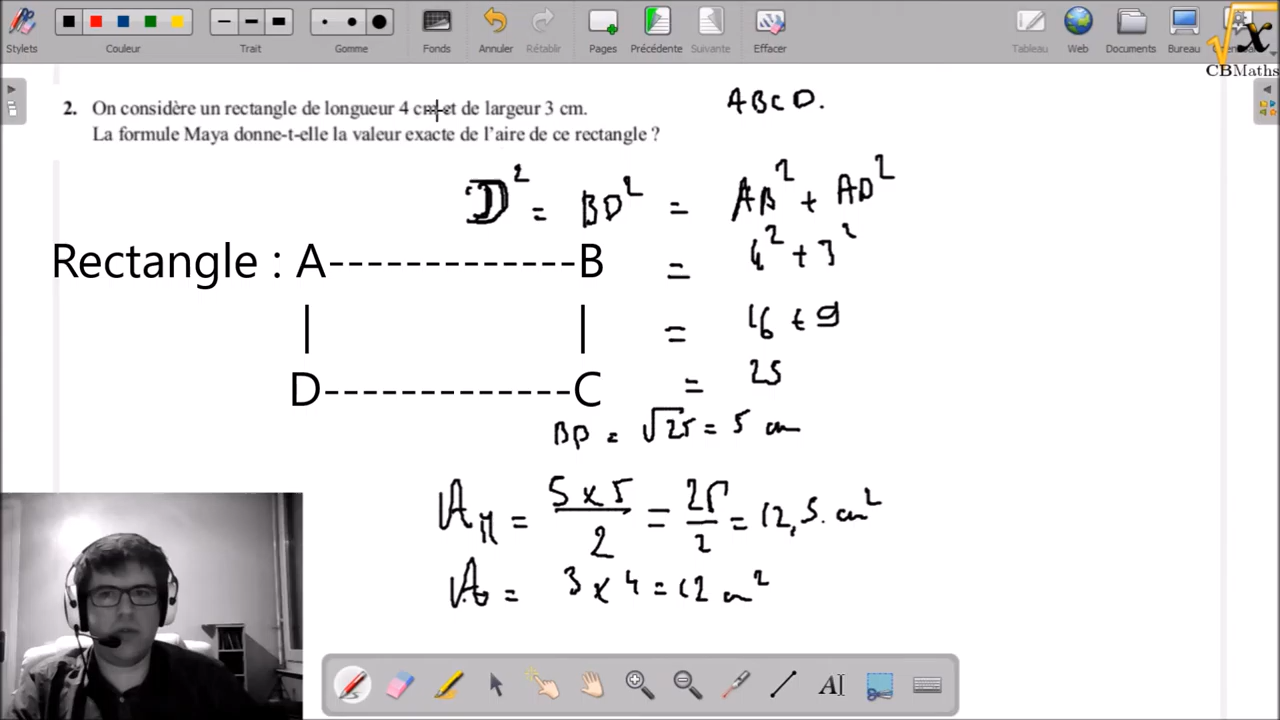 Stylets Couleur Trait Gomme Fonds Annuler Rétablir Pages Précédente Suivante Effacer Tableau Web Documents Bureau
CBMaths
ABCD.
2. On considère un rectangle de longueur 4 cm et de largeur 3 cm.
La formule Maya donne-t-elle la valeur exacte de l'aire de ce rectangle ?
D² = BD² = AB² + AD²
Rectangle : A-------------B
= 4² + 3²
| |
= 16 + 9
D-------------C
= 25
BD = √25 = 5 cm
A_M = 5 x 5 / 2 = 25 / 2 = 12,5. cm²
A = 3 x 4 = 12 cm²